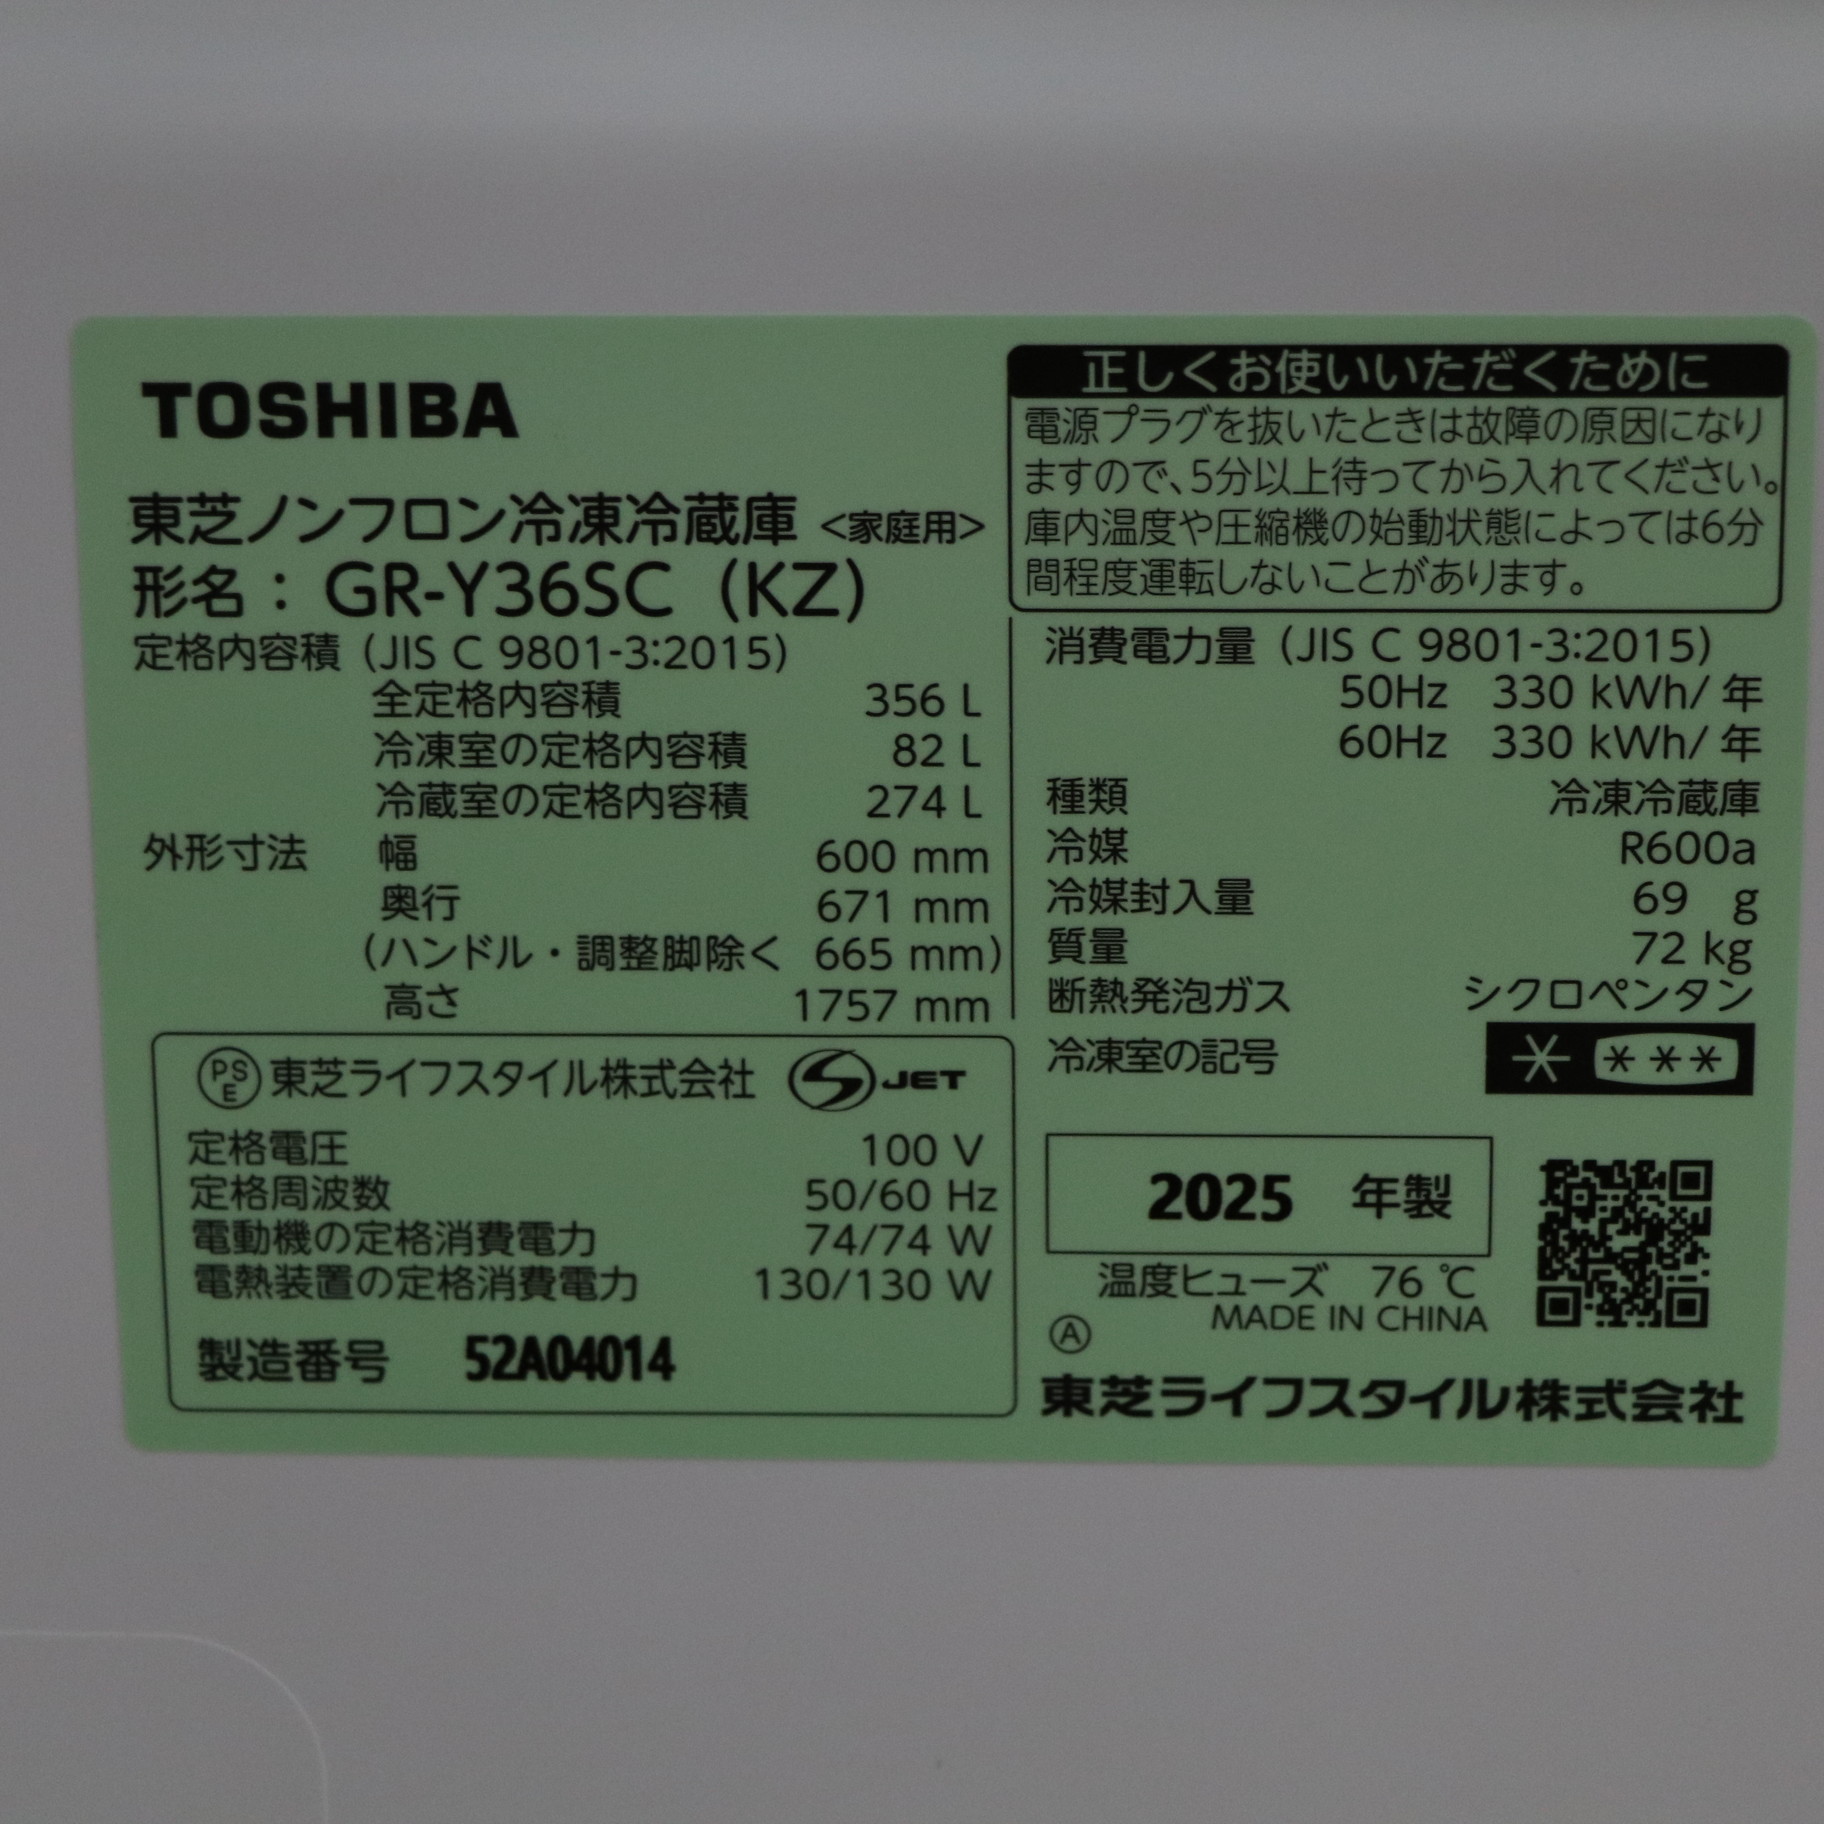 TOSHIBA
東芝ノンフロン冷凍冷蔵庫 <家庭用>
形名: GR-Y36SC (KZ)
定格内容積 (JIS C 9801-3:2015)
全定格内容積 356 L
冷凍室の定格内容積 82 L
冷蔵室の定格内容積 274 L
外形寸法 幅 600 mm
奥行 671 mm
(ハンドル・調整脚除く 665 mm)
高さ 1757 mm
PSE 東芝ライフスタイル株式会社 S JET
定格電圧 100 V
定格周波数 50/60 Hz
電動機の定格消費電力 74/74 W
電熱装置の定格消費電力 130/130 W
製造番号 52A04014
正しくお使いいただくために
電源プラグを抜いたときは故障の原因になり
ますので、5分以上待ってから入れてください。
庫内温度や圧縮機の始動状態によっては6分
間程度運転しないことがあります。
消費電力量 (JIS C 9801-3:2015)
50Hz 330 kWh/年
60Hz 330 kWh/年
種類 冷凍冷蔵庫
冷媒 R600a
冷媒封入量 69 g
質量 72 kg
断熱発泡ガス シクロペンタン
冷凍室の記号 * ***
2025 年製
温度ヒューズ 76 ℃
MADE IN CHINA
Ⓐ
東芝ライフスタイル株式会社